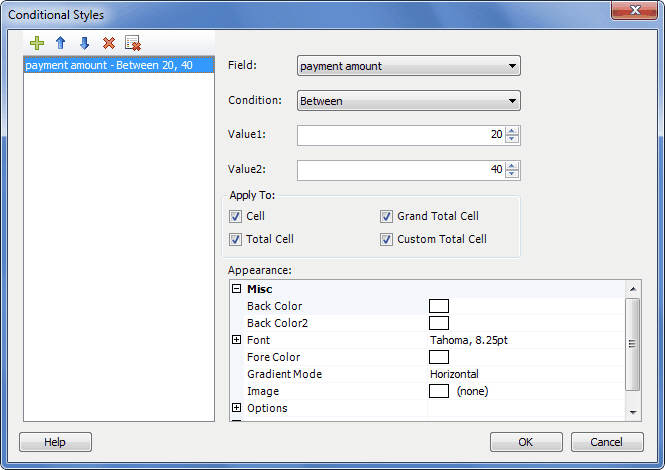 Conditional Styles
payment amount - Between 20, 40
Field: payment amount
Condition: Between
Value1: 20
Value2: 40
Apply To:
Cell Grand Total Cell
Total Cell Custom Total Cell
Appearance:
Misc
Back Color
Back Color2
Font Tahoma, 8.25pt
Fore Color
Gradient Mode Horizontal
Image (none)
Options
Help OK Cancel